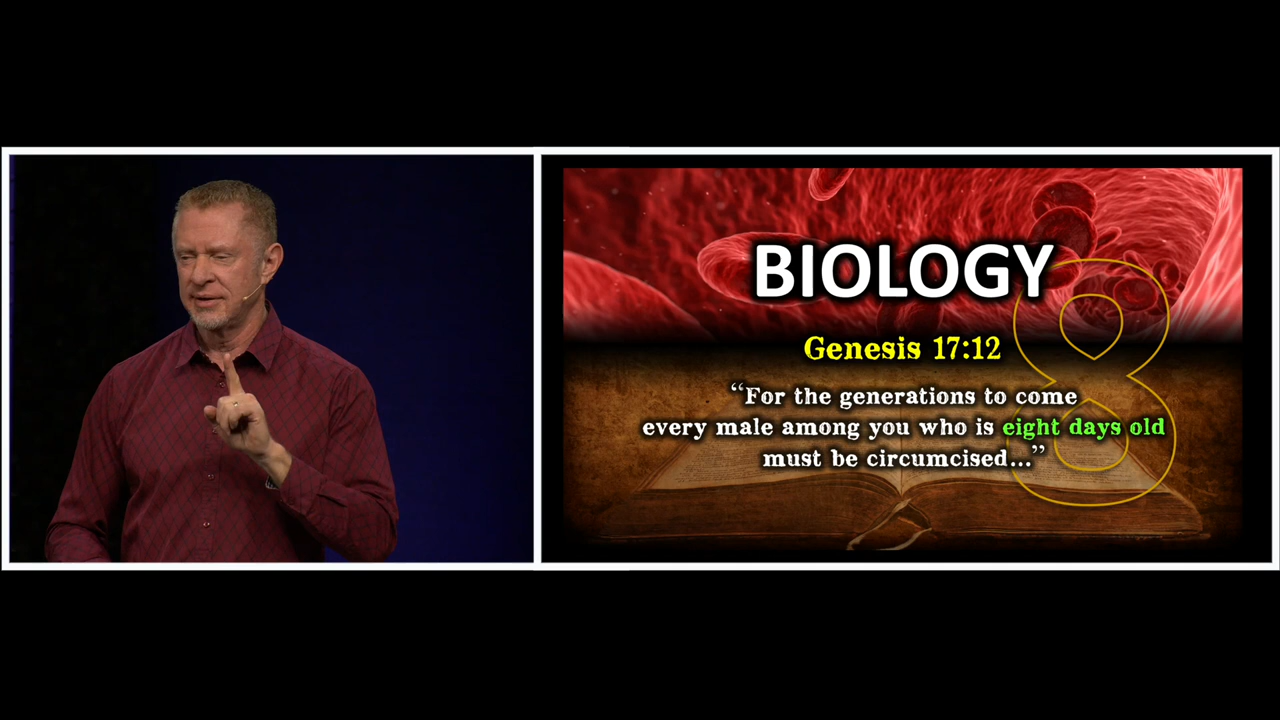 BIOLOGY
8
Genesis 17:12
“For the generations to come
every male among you who is eight days old
must be circumcised...”